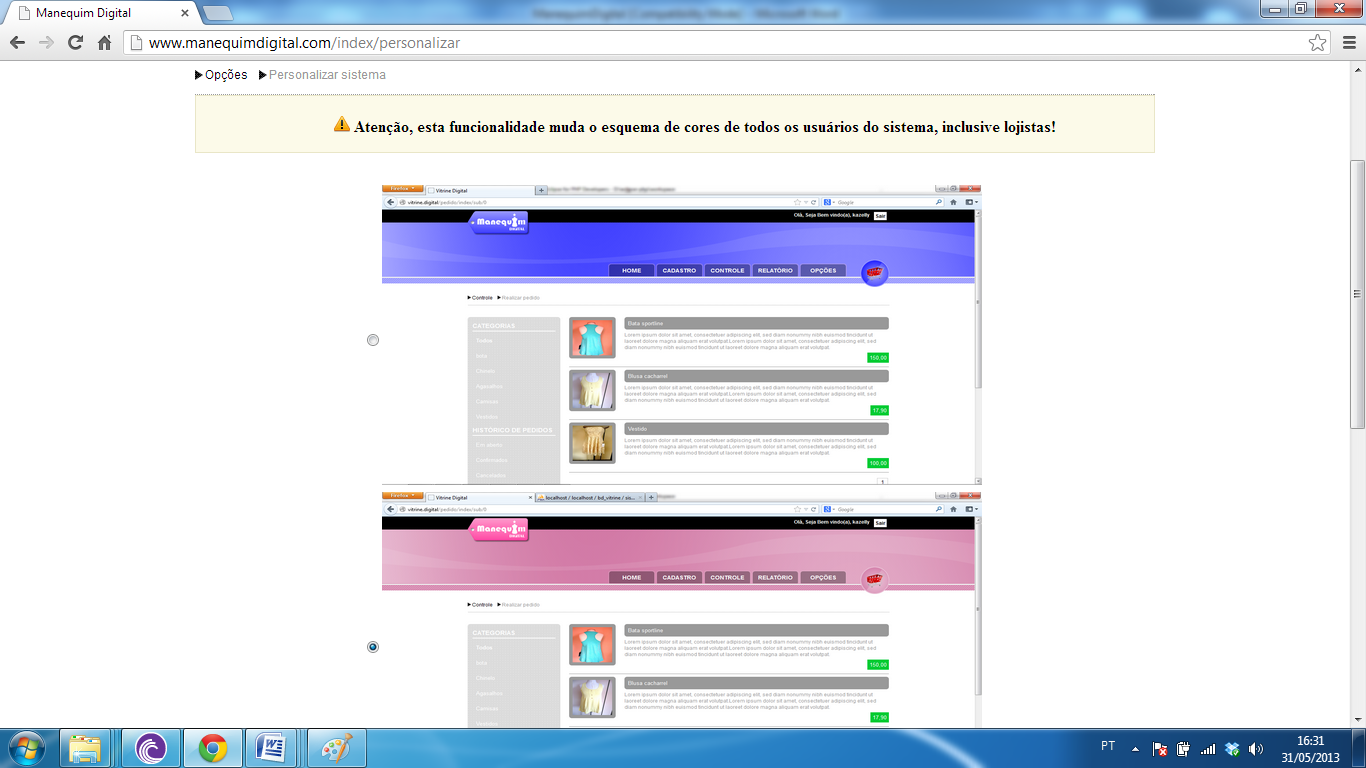 ManequimDigital (Compatibility Mode) - Microsoft Word
Manequim Digital
www.manequimdigital.com/index/personalizar
Opções Personalizar sistema
Atenção, esta funcionalidade muda o esquema de cores de todos os usuários do sistema, inclusive lojistas!
Firefox Vitrine Digital
vitrine.digital/pedido/index/sub/8 Google
Olá, Seja Bem vindo(a), kazelly Sair
Manequim
DIGITAL
HOME CADASTRO CONTROLE RELATÓRIO OPÇÕES
Controle Realizar pedido
CATEGORIAS
Todos
Bata sportline
Lorem ipsum dolor sit amet, consectetuer adipiscing elit, sed diam nonummy nibh euismod tincidunt ut
laoreet dolore magna aliquam erat volutpat.Lorem ipsum dolor sit amet, consectetuer adipiscing elit, sed
diam nonummy nibh euismod tincidunt ut laoreet dolore magna aliquam erat volutpat.
150,00
Agasalhos
Camisas
Vestidos
Blusa cacharrel
Lorem ipsum dolor sit amet, consectetuer adipiscing elit, sed diam nonummy nibh euismod tincidunt ut
laoreet dolore magna aliquam erat volutpat.Lorem ipsum dolor sit amet, consectetuer adipiscing elit, sed
diam nonummy nibh euismod tincidunt ut laoreet dolore magna aliquam erat volutpat.
17,90
HISTÓRICO DE PEDIDOS
Em aberto
Confirmados
Cancelados
Vestido
Lorem ipsum dolor sit amet, consectetuer adipiscing elit, sed diam nonummy nibh euismod tincidunt ut
laoreet dolore magna aliquam erat volutpat.Lorem ipsum dolor sit amet, consectetuer adipiscing elit, sed
diam nonummy nibh euismod tincidunt ut laoreet dolore magna aliquam erat volutpat.
100,00
1
Firefox Vitrine Digital localhost / localhost / bd_vitrine / sis...
vitrine.digital/pedido/index/sub/8 Google
Olá, Seja Bem vindo(a), kazelly Sair
Manequim
DIGITAL
HOME CADASTRO CONTROLE RELATÓRIO OPÇÕES
Controle Realizar pedido
CATEGORIAS
Todos
Bata sportline
Lorem ipsum dolor sit amet, consectetuer adipiscing elit, sed diam nonummy nibh euismod tincidunt ut
laoreet dolore magna aliquam erat volutpat.Lorem ipsum dolor sit amet, consectetuer adipiscing elit, sed
diam nonummy nibh euismod tincidunt ut laoreet dolore magna aliquam erat volutpat.
150,00
Agasalhos
Camisas
Vestidos
Blusa cacharrel
Lorem ipsum dolor sit amet, consectetuer adipiscing elit, sed diam nonummy nibh euismod tincidunt ut
laoreet dolore magna aliquam erat volutpat.Lorem ipsum dolor sit amet, consectetuer adipiscing elit, sed
diam nonummy nibh euismod tincidunt ut laoreet dolore magna aliquam erat volutpat.
17,90
PT
16:31
31/05/2013